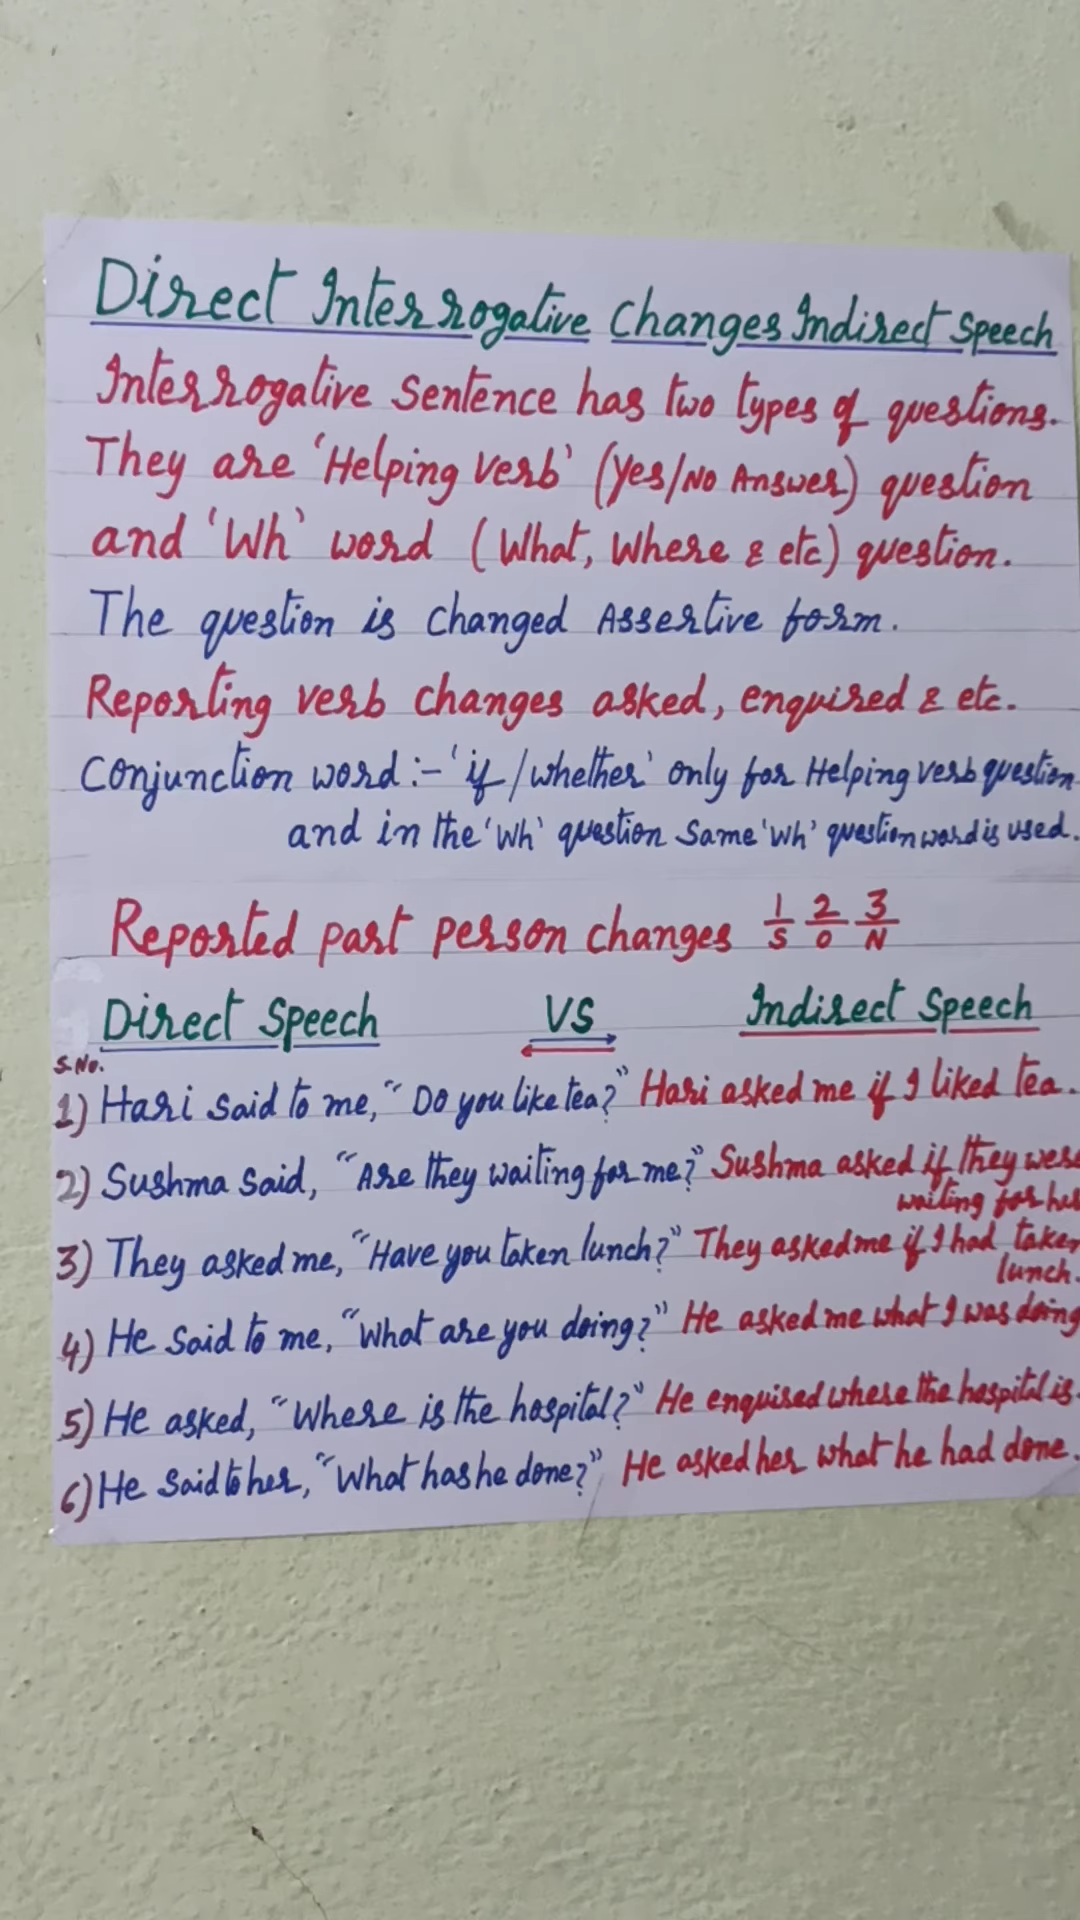 Direct Interrogative Changes Indirect Speech
Interrogative Sentence has two types of questions.
They are 'Helping Verb' (Yes/No Answer) question
and 'Wh' word (What, Where & etc) question.
The question is changed Assertive form.
Reporting verb changes asked, enquired & etc.
Conjunction word :- 'if/whether' only for Helping verb question
and in the 'Wh' question Same 'Wh' question word is used.
Reported part person changes 1/S 2/O 3/N
Direct Speech VS Indirect Speech
S.No.
1) Hari said to me, "Do you like tea?" Hari asked me if I liked tea.
2) Sushma said, "Are they waiting for me?" Sushma asked if they were
waiting for her
3) They asked me, "Have you taken lunch?" They asked me if I had taken
lunch.
4) He said to me, "What are you doing?" He asked me what I was doing
5) He asked, "Where is the hospital?" He enquired where the hospital is.
6) He said to her, "What has he done?" He asked her what he had done.